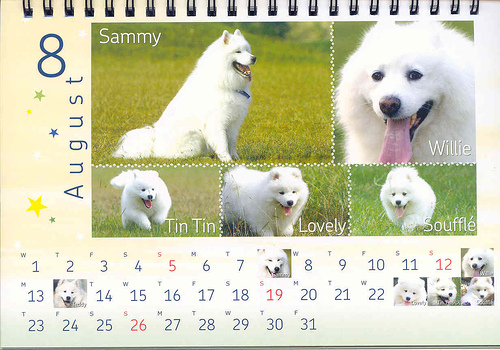 8
August
Sammy
Willie
Tin Tin
Lovely
Soufflé
W T F S S M T W T F S S
1 2 3 4 5 6 7 8 9 10 11 12
M T W T F S S M T W
13 14 15 16 17 18 19 20 21 22
T F S S M T W T F
23 24 25 26 27 28 29 30 31